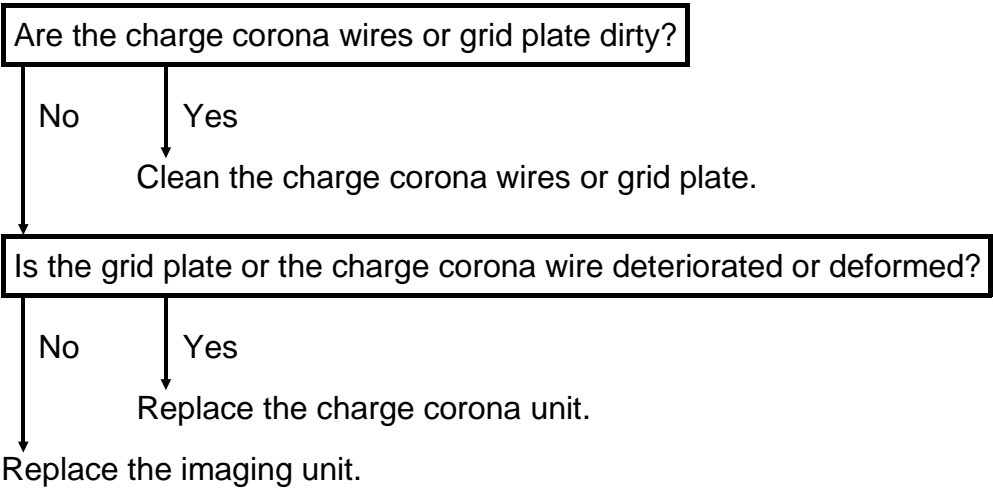 Are the charge corona wires or grid plate dirty?
No Yes
Clean the charge corona wires or grid plate.
Is the grid plate or the charge corona wire deteriorated or deformed?
No Yes
Replace the charge corona unit.
Replace the imaging unit.